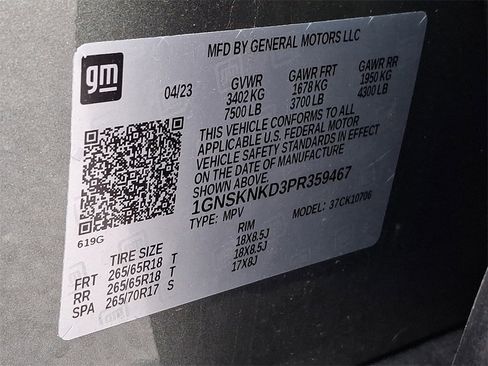 gm
MFD BY GENERAL MOTORS LLC
04/23 GVWR GAWR FRT GAWR RR
3402 KG 1678 KG 1950 KG
7500 LB 3700 LB 4300 LB
THIS VEHICLE CONFORMS TO ALL
APPLICABLE U.S. FEDERAL MOTOR
VEHICLE SAFETY STANDARDS IN EFFECT
ON THE DATE OF MANUFACTURE
SHOWN ABOVE.
1GNSKNKD3PR359467
TYPE: MPV MODEL: 37CK10706
619G
TIRE SIZE RIM
FRT 265/65R18 T 18X8.5J
RR 265/65R18 T 18X8.5J
SPA 265/70R17 S 17X8J